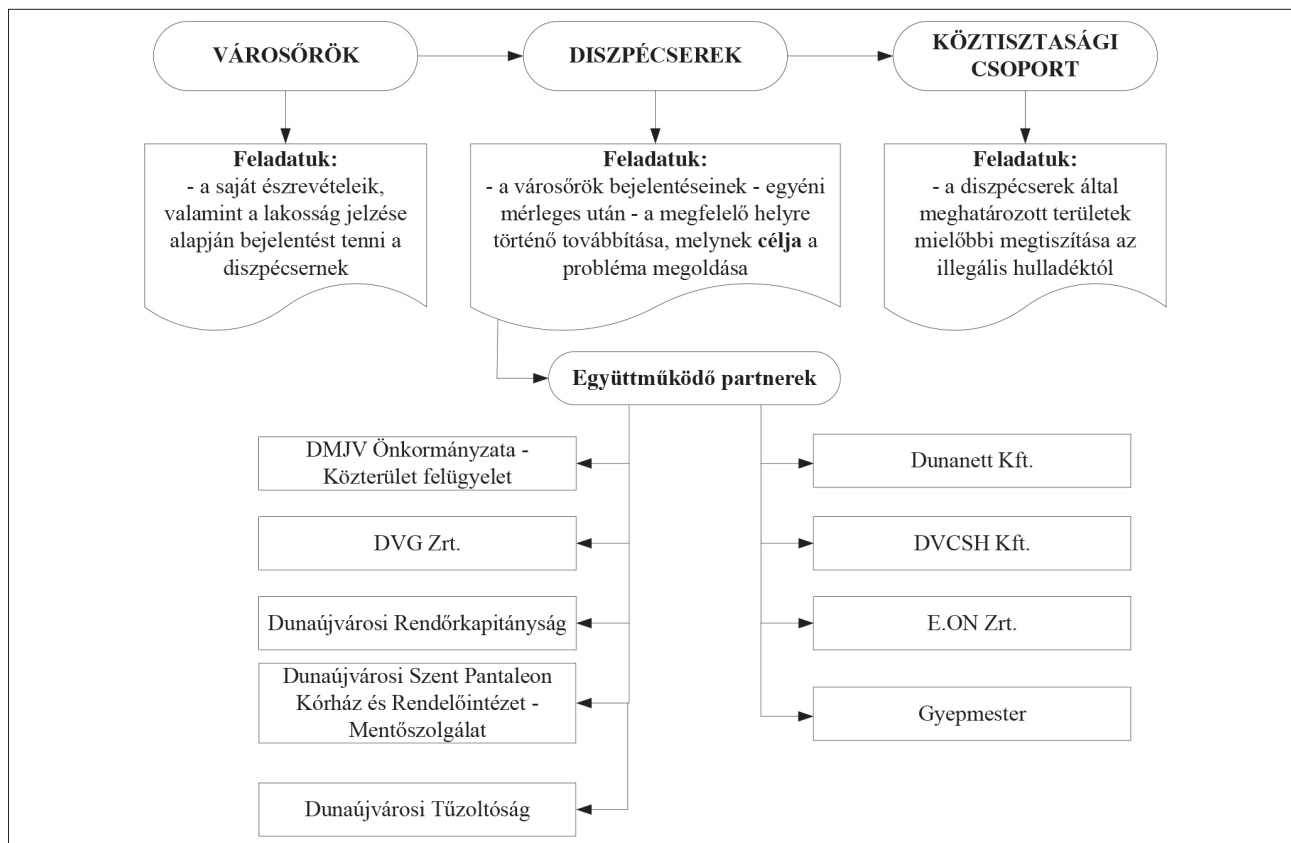 VÁROSŐRÖK
DISZPÉCSEREK
KÖZTISZTASÁGI
CSOPORT
Feladatuk:
- a saját észrevételeik,
valamint a lakosság jelzése
alapján bejelentést tenni a
diszpécsernek
Feladatuk:
- a városőrök bejelentéseinek - egyéni
mérleges után - a megfelelő helyre
történő továbbítása, melynek célja a
probléma megoldása
Feladatuk:
- a diszpécserek által
meghatározott területek
mielőbbi megtiszítása az
illegális hulladéktól
Együttműködő partnerek
DMJV Önkormányzata -
Közterület felügyelet
DVG Zrt.
Dunaújvárosi Rendőrkapitányság
Dunaújvárosi Szent Pantaleon
Kórház és Rendelőintézet -
Mentőszolgálat
Dunaújvárosi Tűzoltóság
Dunanett Kft.
DVCSH Kft.
E.ON Zrt.
Gyepmester